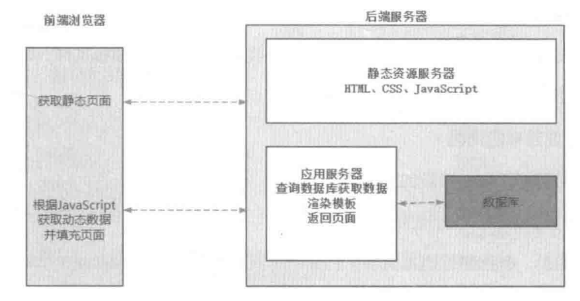 前端浏览器
后端服务器
获取静态页面
静态资源服务器
HTML、CSS、JavaScript
根据JavaScript
获取动态数据
并填充页面
应用服务器
查询数据库获取数据
渲染模板
返回页面
数据库